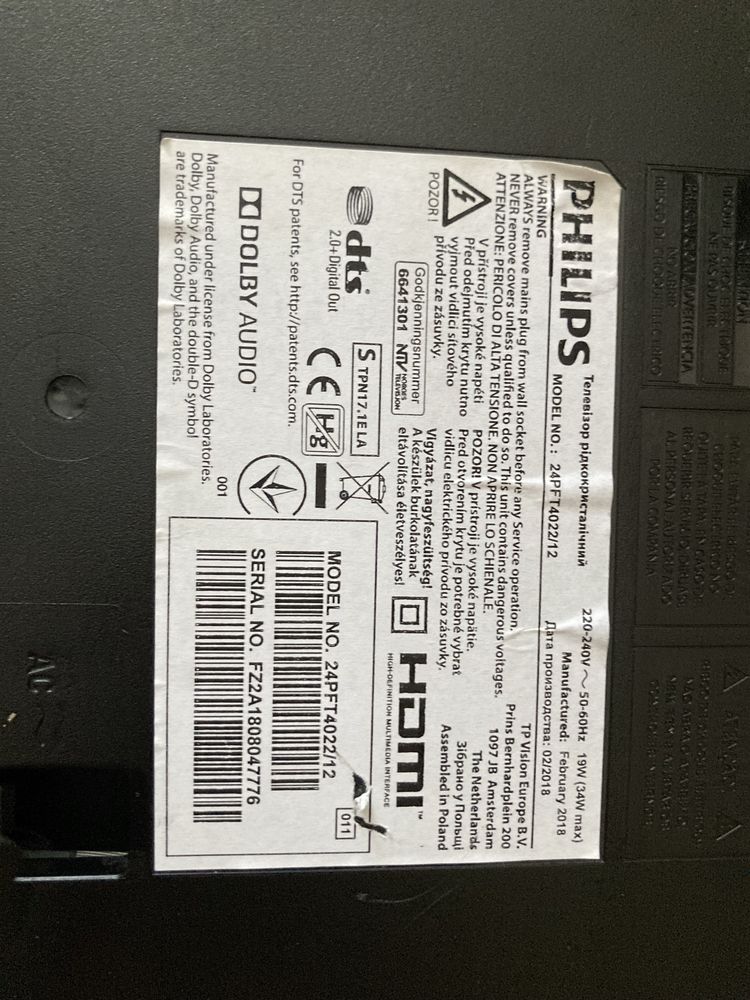 PHILIPS
Телевізор рідкокристалічний
MODEL NO.: 24PFT4022/12
220-240V ~ 50-60Hz 19W (34W max)
Manufactured: February 2018
Дата производства: 02/2018
WARNING
ALWAYS remove mains plug from wall socket before any Service operation.
NEVER remove covers unless qualified to do so. This unit contains dangerous voltages.
ATTENZIONE: PERICOLO DI ALTA TENSIONE. NON APRIRE LO SCHIENALE.
POZOR!
V přístroji je vysoké napětí
Před odejmutím krytu nutno
vyjmout vidlici síťového
přívodu ze zásuvky.
POZOR!V prístroji je vysoké napätie.
Pred otvorením krytu je potrebné vybrať
vidlicu elektrického prívodu zo zásuvky.
Vigyázat, nagyfeszültség!
A készülék burkolatának
eltávolítása életveszélyes!
TP Vision Europe B.V.
Prins Bernhardplein 200
1097 JB Amsterdam
The Netherlands
Зібрано у Польщі
Assembled in Poland
Godkjenningsnummer
6641301 NTV NORGES TELEVISJON
S TPN17.1E LA
HDMI™
HIGH-DEFINITION MULTIMEDIA INTERFACE
dts®
2.0+Digital Out
CE
Hg
For DTS patents, see http://patents.dts.com.
DOLBY AUDIO™
Manufactured under license from Dolby Laboratories.
Dolby, Dolby Audio, and the double-D symbol
are trademarks of Dolby Laboratories.
001
011
MODEL NO. 24PFT4022/12
SERIAL NO. FZ2A1808047776
AC ~